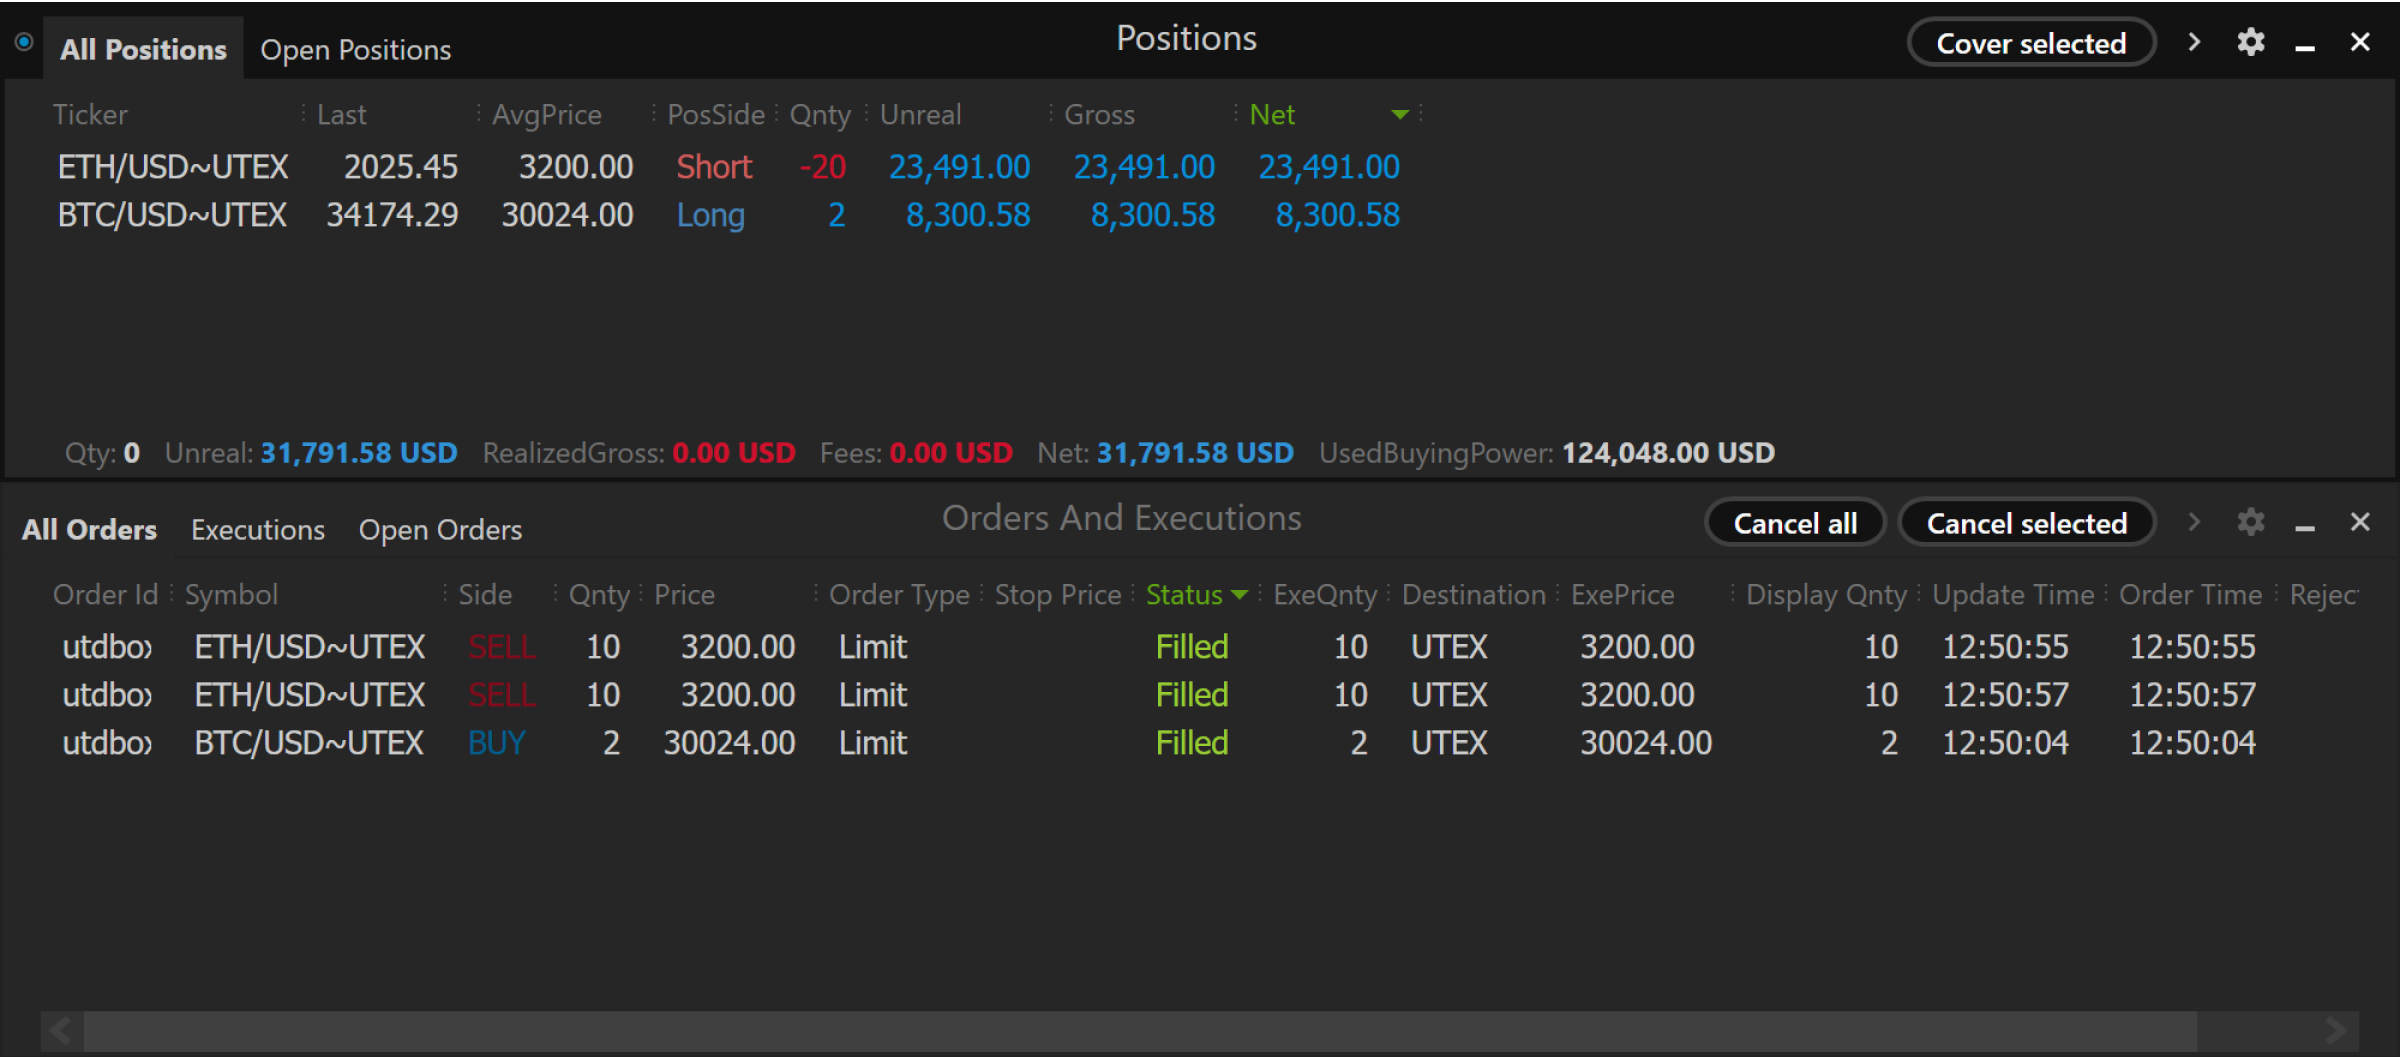 All Positions Open Positions Positions Cover selected
Ticker Last AvgPrice PosSide Qnty Unreal Gross Net
ETH/USD~UTEX 2025.45 3200.00 Short -20 23,491.00 23,491.00 23,491.00
BTC/USD~UTEX 34174.29 30024.00 Long 2 8,300.58 8,300.58 8,300.58
Qty: 0 Unreal: 31,791.58 USD RealizedGross: 0.00 USD Fees: 0.00 USD Net: 31,791.58 USD UsedBuyingPower: 124,048.00 USD
All Orders Executions Open Orders Orders And Executions Cancel all Cancel selected
Order Id Symbol Side Qnty Price Order Type Stop Price Status ExeQnty Destination ExePrice Display Qnty Update Time Order Time Rejec
utdbo ETH/USD~UTEX SELL 10 3200.00 Limit Filled 10 UTEX 3200.00 10 12:50:55 12:50:55
utdbo ETH/USD~UTEX SELL 10 3200.00 Limit Filled 10 UTEX 3200.00 10 12:50:57 12:50:57
utdbo BTC/USD~UTEX BUY 2 30024.00 Limit Filled 2 UTEX 30024.00 2 12:50:04 12:50:04